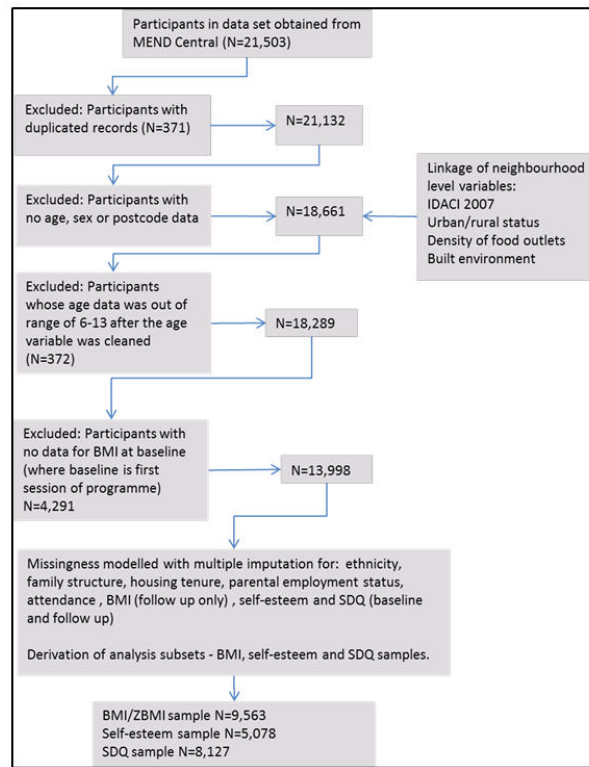 Participants in data set obtained from
MEND Central (N=21,503)
Excluded: Participants with
duplicated records (N=371)
N=21,132
Excluded: Participants with
no age, sex or postcode data
N=18,661
Linkage of neighbourhood
level variables:
IDACI 2007
Urban/rural status
Density of food outlets
Built environment
Excluded: Participants
whose age data was out of
range of 6-13 after the age
variable was cleaned
(N=372)
N=18,289
Excluded: Participants with
no data for BMI at baseline
(where baseline is first
session of programme)
N=4,291
N=13,998
Missingness modelled with multiple imputation for: ethnicity,
family structure, housing tenure, parental employment status,
attendance , BMI (follow up only) , self-esteem and SDQ (baseline
and follow up)
Derivation of analysis subsets - BMI, self-esteem and SDQ samples.
BMI/ZBMI sample N=9,563
Self-esteem sample N=5,078
SDQ sample N=8,127